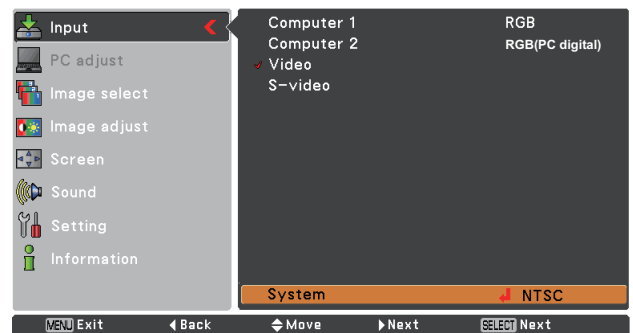 Input
PC adjust
Image select
Image adjust
Screen
Sound
Setting
Information
Computer 1 RGB
Computer 2 RGB(PC digital)
Video
S-video
System NTSC
MENU Exit Back Move Next SELECT Next